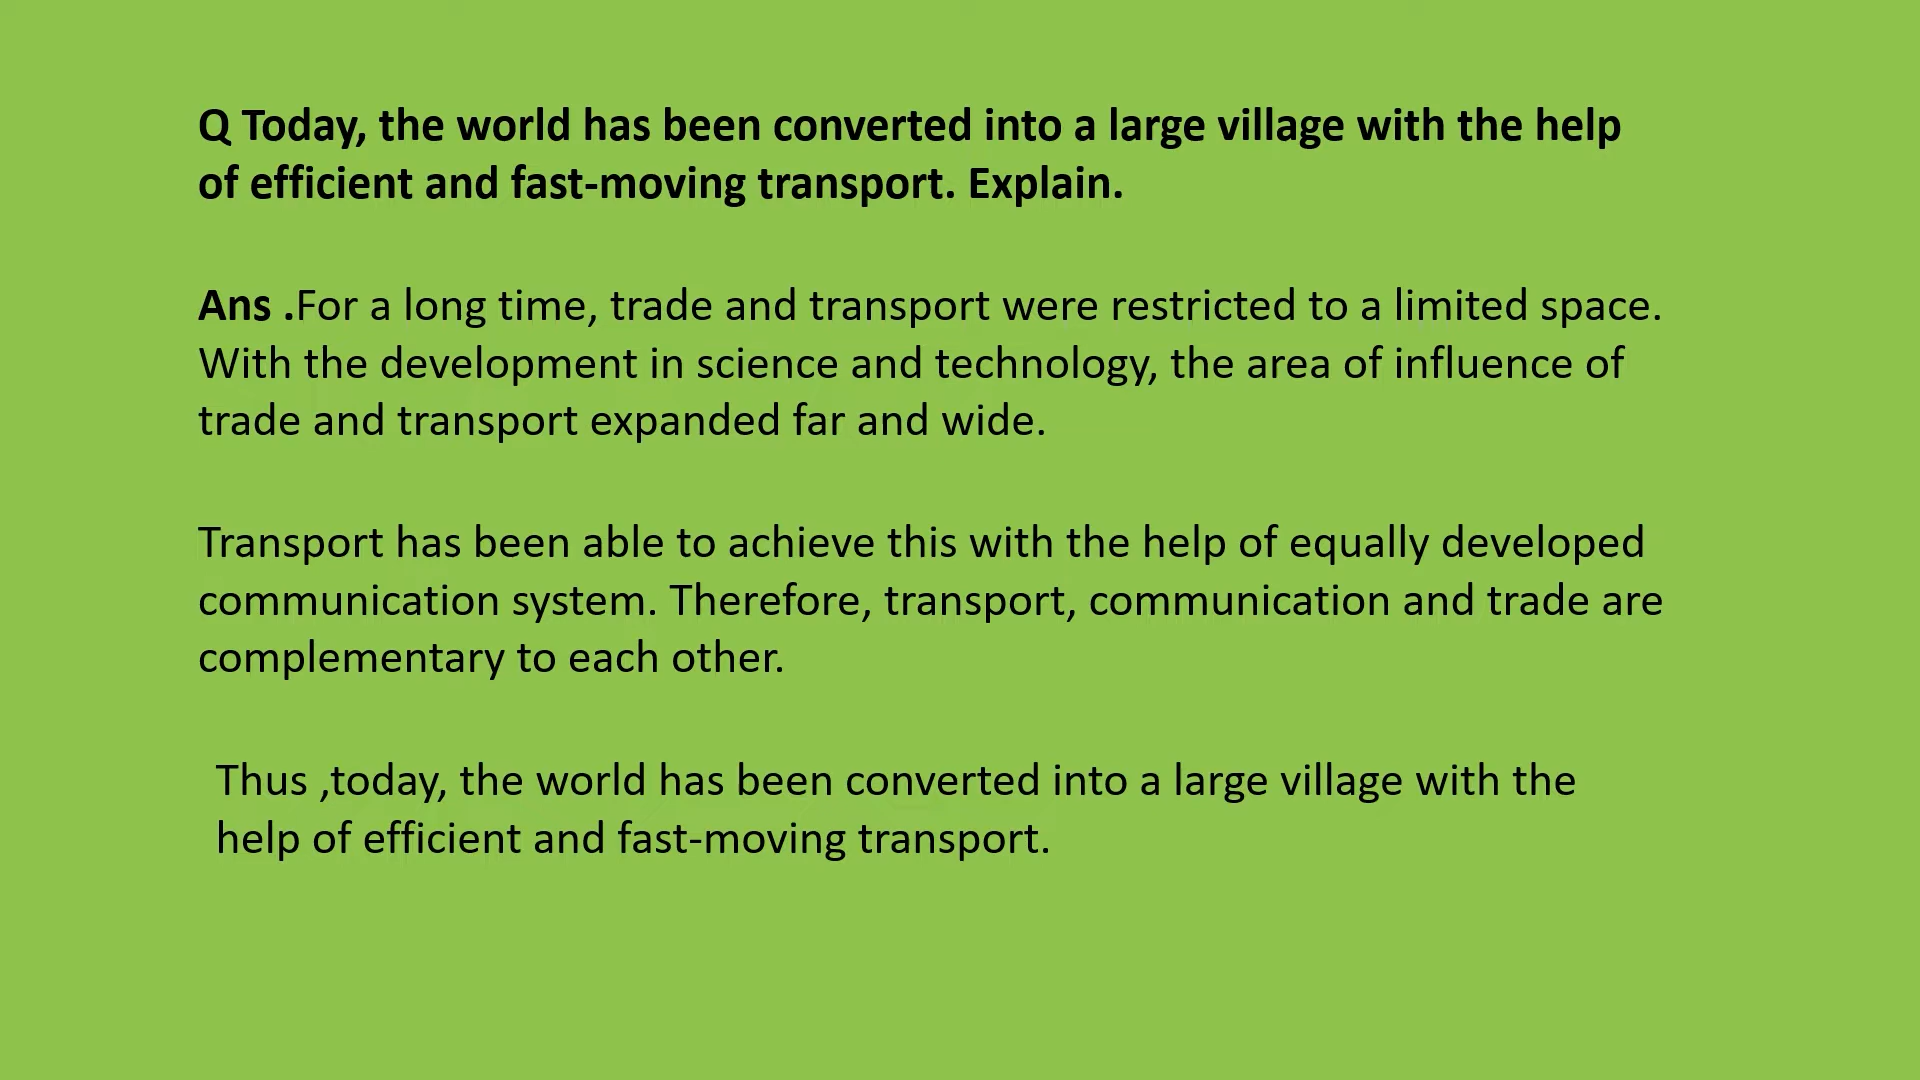 Q Today, the world has been converted into a large village with the help
of efficient and fast-moving transport. Explain.
Ans .For a long time, trade and transport were restricted to a limited space.
With the development in science and technology, the area of influence of
trade and transport expanded far and wide.
Transport has been able to achieve this with the help of equally developed
communication system. Therefore, transport, communication and trade are
complementary to each other.
Thus ,today, the world has been converted into a large village with the
help of efficient and fast-moving transport.